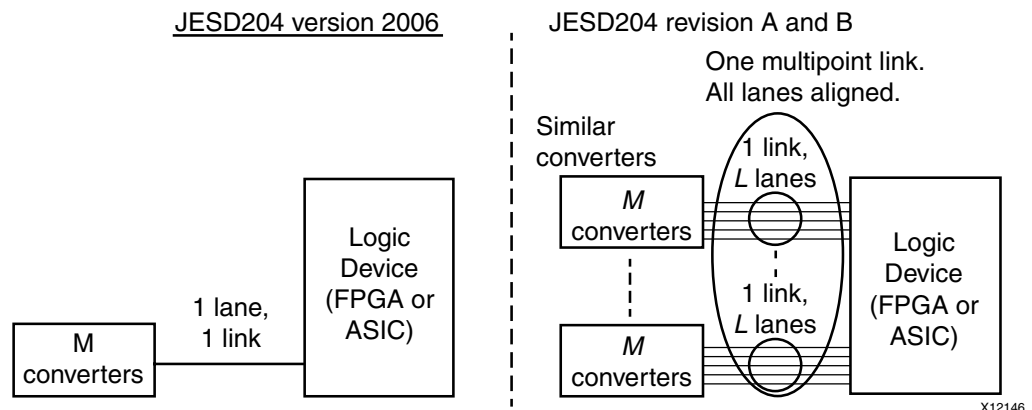 JESD204 version 2006
M
converters
1 lane,
1 link
Logic
Device
(FPGA or
ASIC)
JESD204 revision A and B
One multipoint link.
All lanes aligned.
Similar
converters
M
converters
1 link,
L lanes
M
converters
1 link,
L lanes
Logic
Device
(FPGA or
ASIC)
X12146